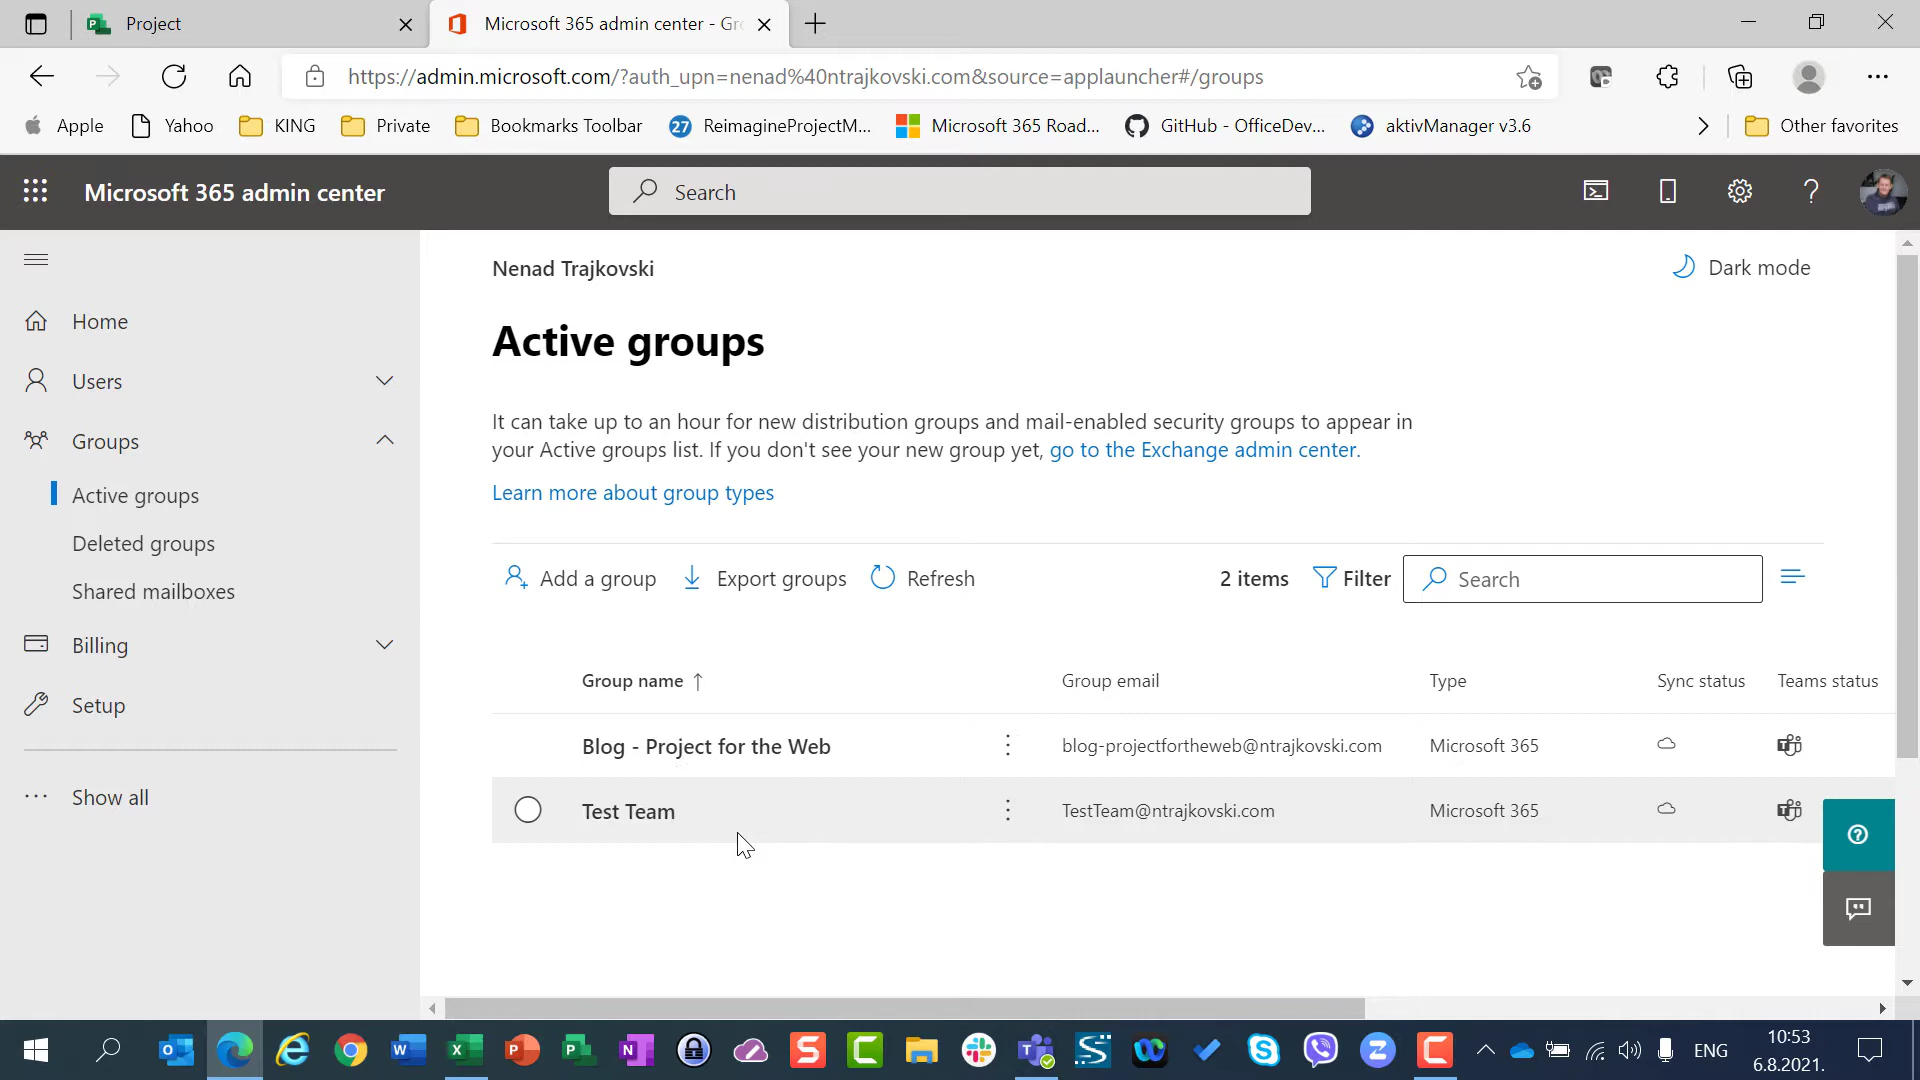 Project
Microsoft 365 admin center - Gr
https://admin.microsoft.com/?auth_upn=nenad%40ntrajkovski.com&source=applauncher#/groups
Apple
Yahoo
KING
Private
Bookmarks Toolbar
27
ReimagineProjectM...
Microsoft 365 Road...
GitHub - OfficeDev...
aktivManager v3.6
Other favorites
Microsoft 365 admin center
Search
Home
Users
Groups
Active groups
Deleted groups
Shared mailboxes
Billing
Setup
Show all
Nenad Trajkovski
Dark mode
Active groups
It can take up to an hour for new distribution groups and mail-enabled security groups to appear in
your Active groups list. If you don't see your new group yet, go to the Exchange admin center.
Learn more about group types
Add a group
Export groups
Refresh
2 items
Filter
Search
Group name ↑
Group email
Type
Sync status
Teams status
Blog - Project for the Web
blog-projectfortheweb@ntrajkovski.com
Microsoft 365
Test Team
TestTeam@ntrajkovski.com
Microsoft 365
ENG
10:53
6.8.2021.